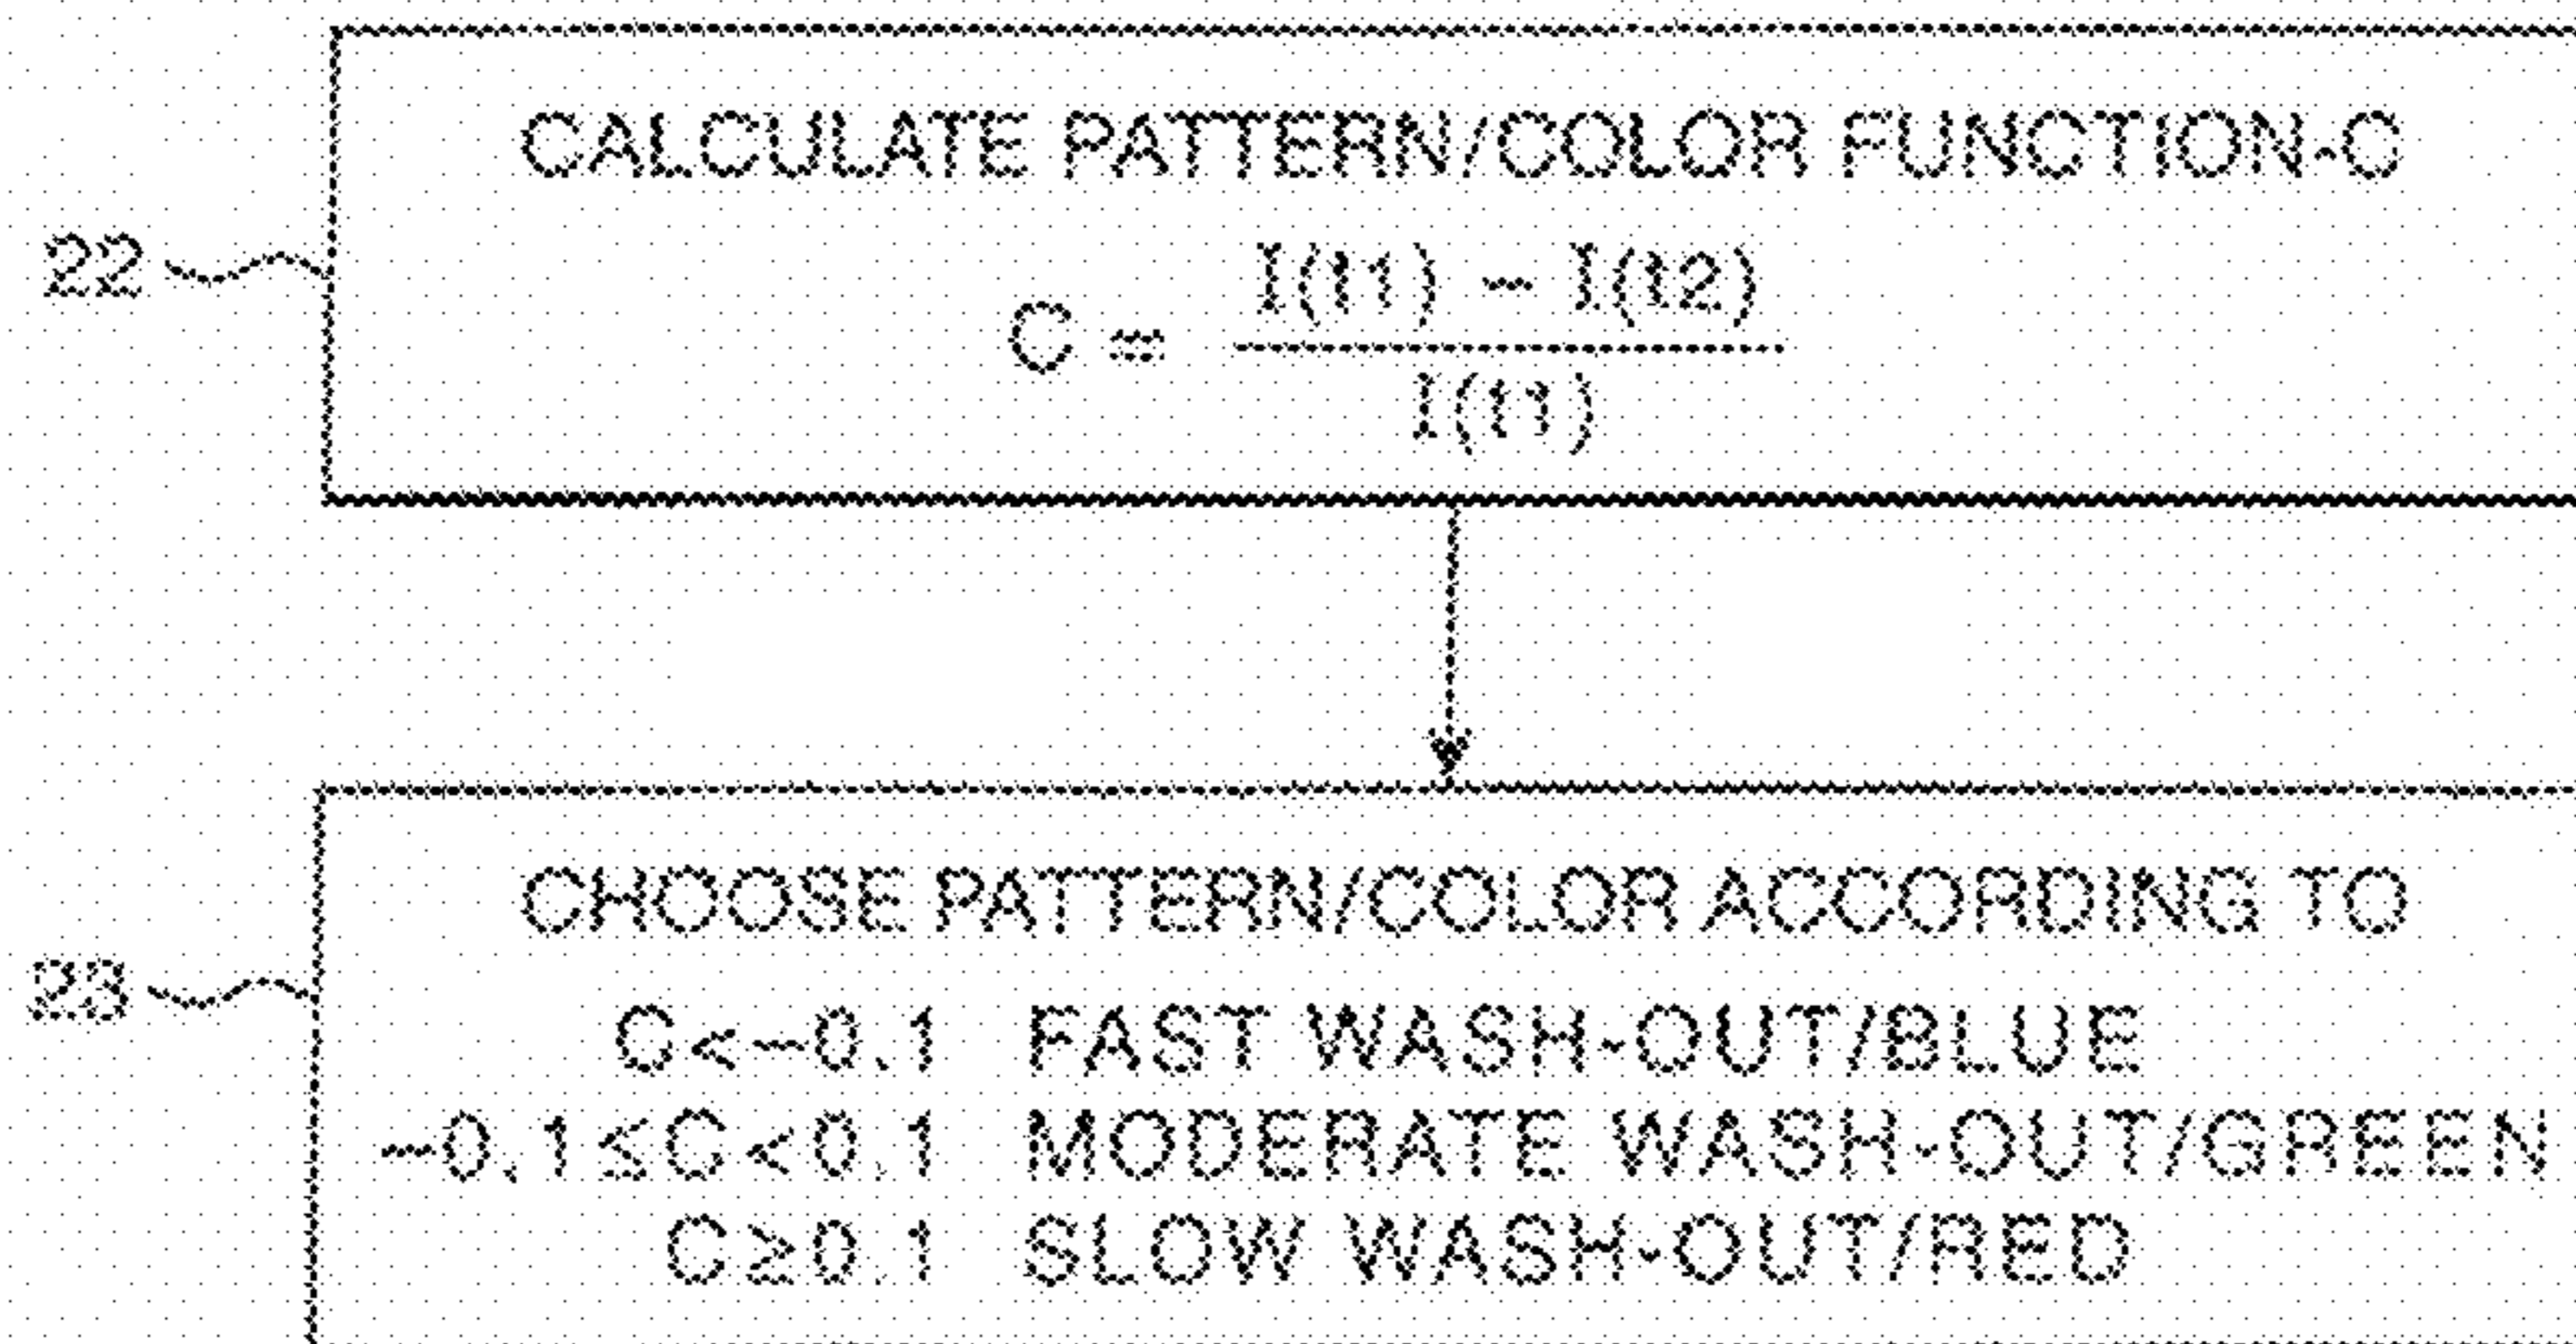 CALCULATE PATTERN/COLOR FUNCTION-C
22
C = I(t1) - I(t2)
I(t1)
CHOOSE PATTERN/COLOR ACCORDING TO
23
C<-0.1 FAST WASH-OUT/BLUE
-0.1≤C<0.1 MODERATE WASH-OUT/GREEN
C≥0.1 SLOW WASH-OUT/RED